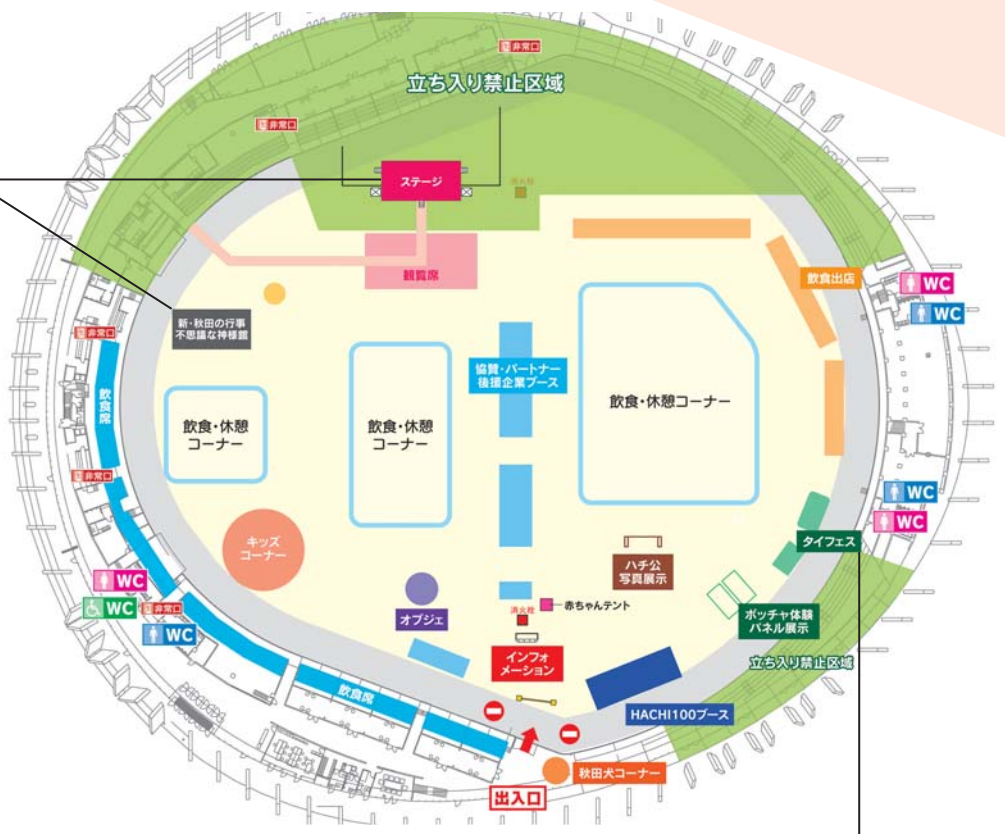 非常口
立ち入り禁止区域
非常口
ステージ
消火栓
観覧席
飲食出店
WC
WC
新・秋田の行事
不思議な神様館
非常口
協賛・パートナー
後援企業ブース
飲食席
飲食・休憩
コーナー
飲食・休憩
コーナー
飲食・休憩コーナー
非常口
WC
WC
キッズ
コーナー
タイフェス
ハチ公
写真展示
WC
WC
非常口
WC
オブジェ
消火栓
赤ちゃんテント
ボッチャ体験
パネル展示
インフォ
メーション
立ち入り禁止区域
飲食席
HACHI100ブース
秋田犬コーナー
出入口